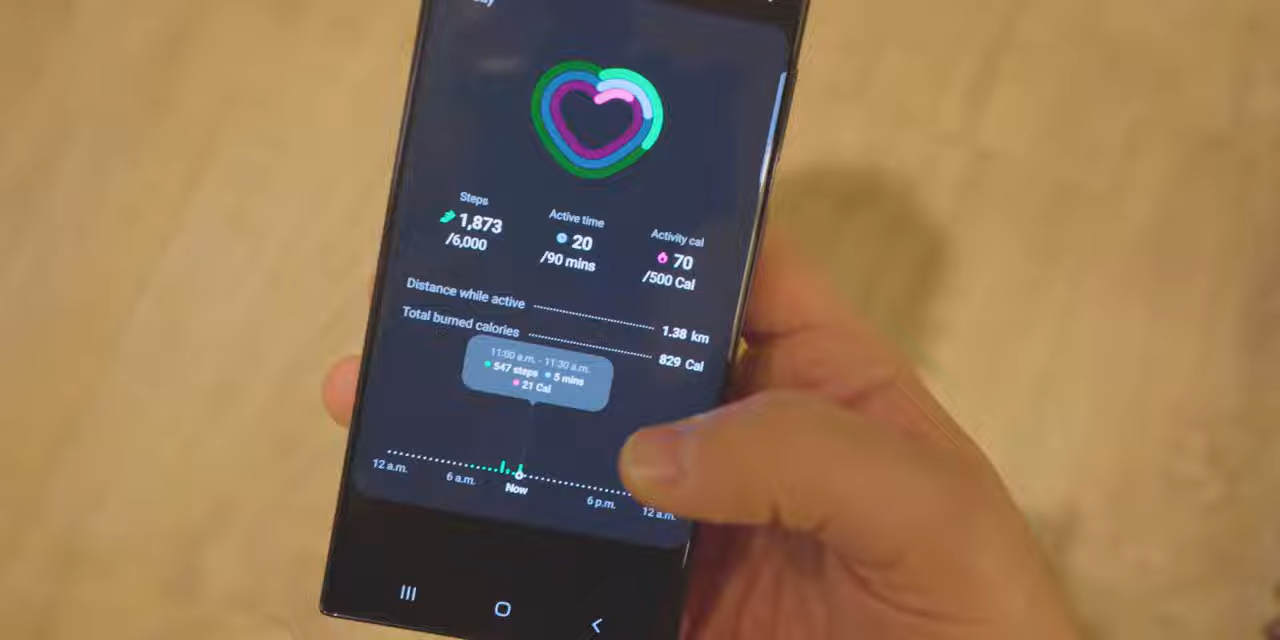 Steps
1,873
/6,000
Active time
20
/90 mins
Activity cal
70
/500 Cal
Distance while active 1.38 km
Total burned calories 829 Cal
11:00 a.m. - 11:30 a.m.
547 steps 5 mins
21 Cal
12 a.m.
6 a.m.
Now
6 p.m.
12 a.m.